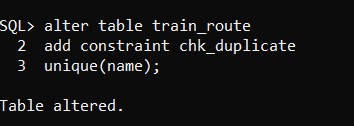 SQL> alter table train_route
2 add constraint chk_duplicate
3 unique(name);
Table altered.